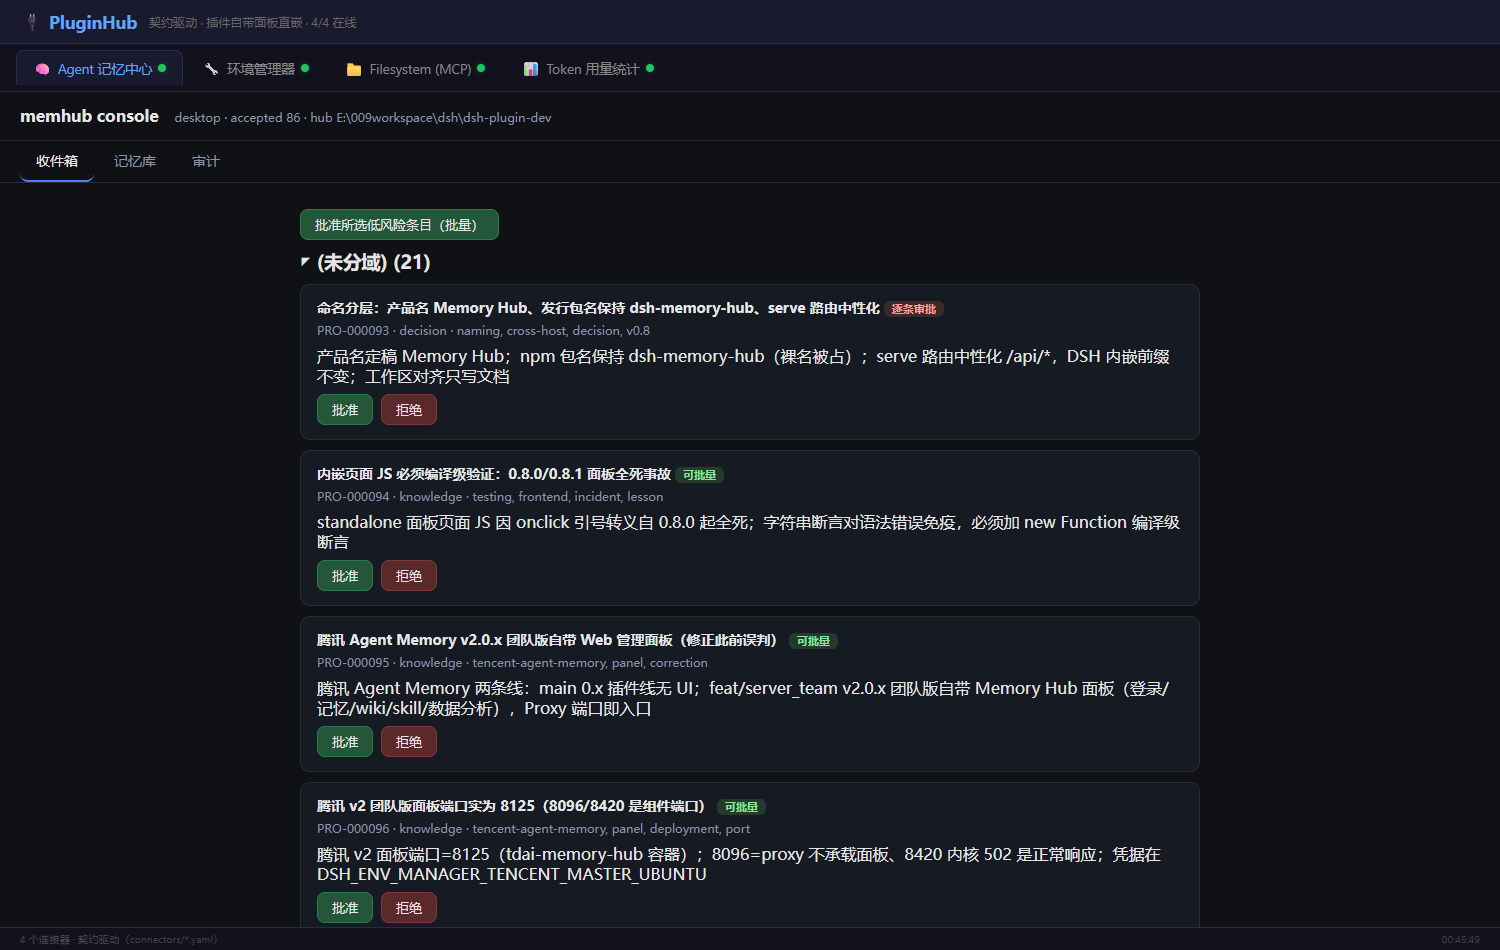 PluginHub 契约驱动 · 插件自带面板直嵌 · 4/4 在线
Agent 记忆中心 环境管理器 Filesystem (MCP) Token 用量统计
memhub console desktop · accepted 86 · hub E:\009workspace\dsh\dsh-plugin-dev
收件箱 记忆库 审计
批准所选低风险条目（批量）
(未分域) (21)
命名分层：产品名 Memory Hub、发行包名保持 dsh-memory-hub、serve 路由中性化 逐条审批
PRO-000093 · decision · naming, cross-host, decision, v0.8
产品名定稿 Memory Hub；npm 包名保持 dsh-memory-hub（裸名被占）；serve 路由中性化 /api/*，DSH 内嵌前缀
不变；工作区对齐只写文档
批准 拒绝
内嵌页面 JS 必须编译级验证：0.8.0/0.8.1 面板全死事故 可批量
PRO-000094 · knowledge · testing, frontend, incident, lesson
standalone 面板页面 JS 因 onclick 引号转义自 0.8.0 起全死；字符串断言对语法错误免疫，必须加 new Function 编译级
断言
批准 拒绝
腾讯 Agent Memory v2.0.x 团队版自带 Web 管理面板（修正此前误判） 可批量
PRO-000095 · knowledge · tencent-agent-memory, panel, correction
腾讯 Agent Memory 两条线：main 0.x 插件线无 UI；feat/server_team v2.0.x 团队版自带 Memory Hub 面板（登录/
记忆/wiki/skill/数据分析），Proxy 端口即入口
批准 拒绝
腾讯 v2 团队版面板端口实为 8125（8096/8420 是组件端口） 可批量
PRO-000096 · knowledge · tencent-agent-memory, panel, deployment, port
腾讯 v2 面板端口=8125（tdai-memory-hub 容器）；8096=proxy 不承载面板、8420 内核 502 是正常响应；凭据在
DSH_ENV_MANAGER_TENCENT_MASTER_UBUNTU
批准 拒绝
4 个连接器 · 契约驱动（connectors/*.yaml） 00:45:49